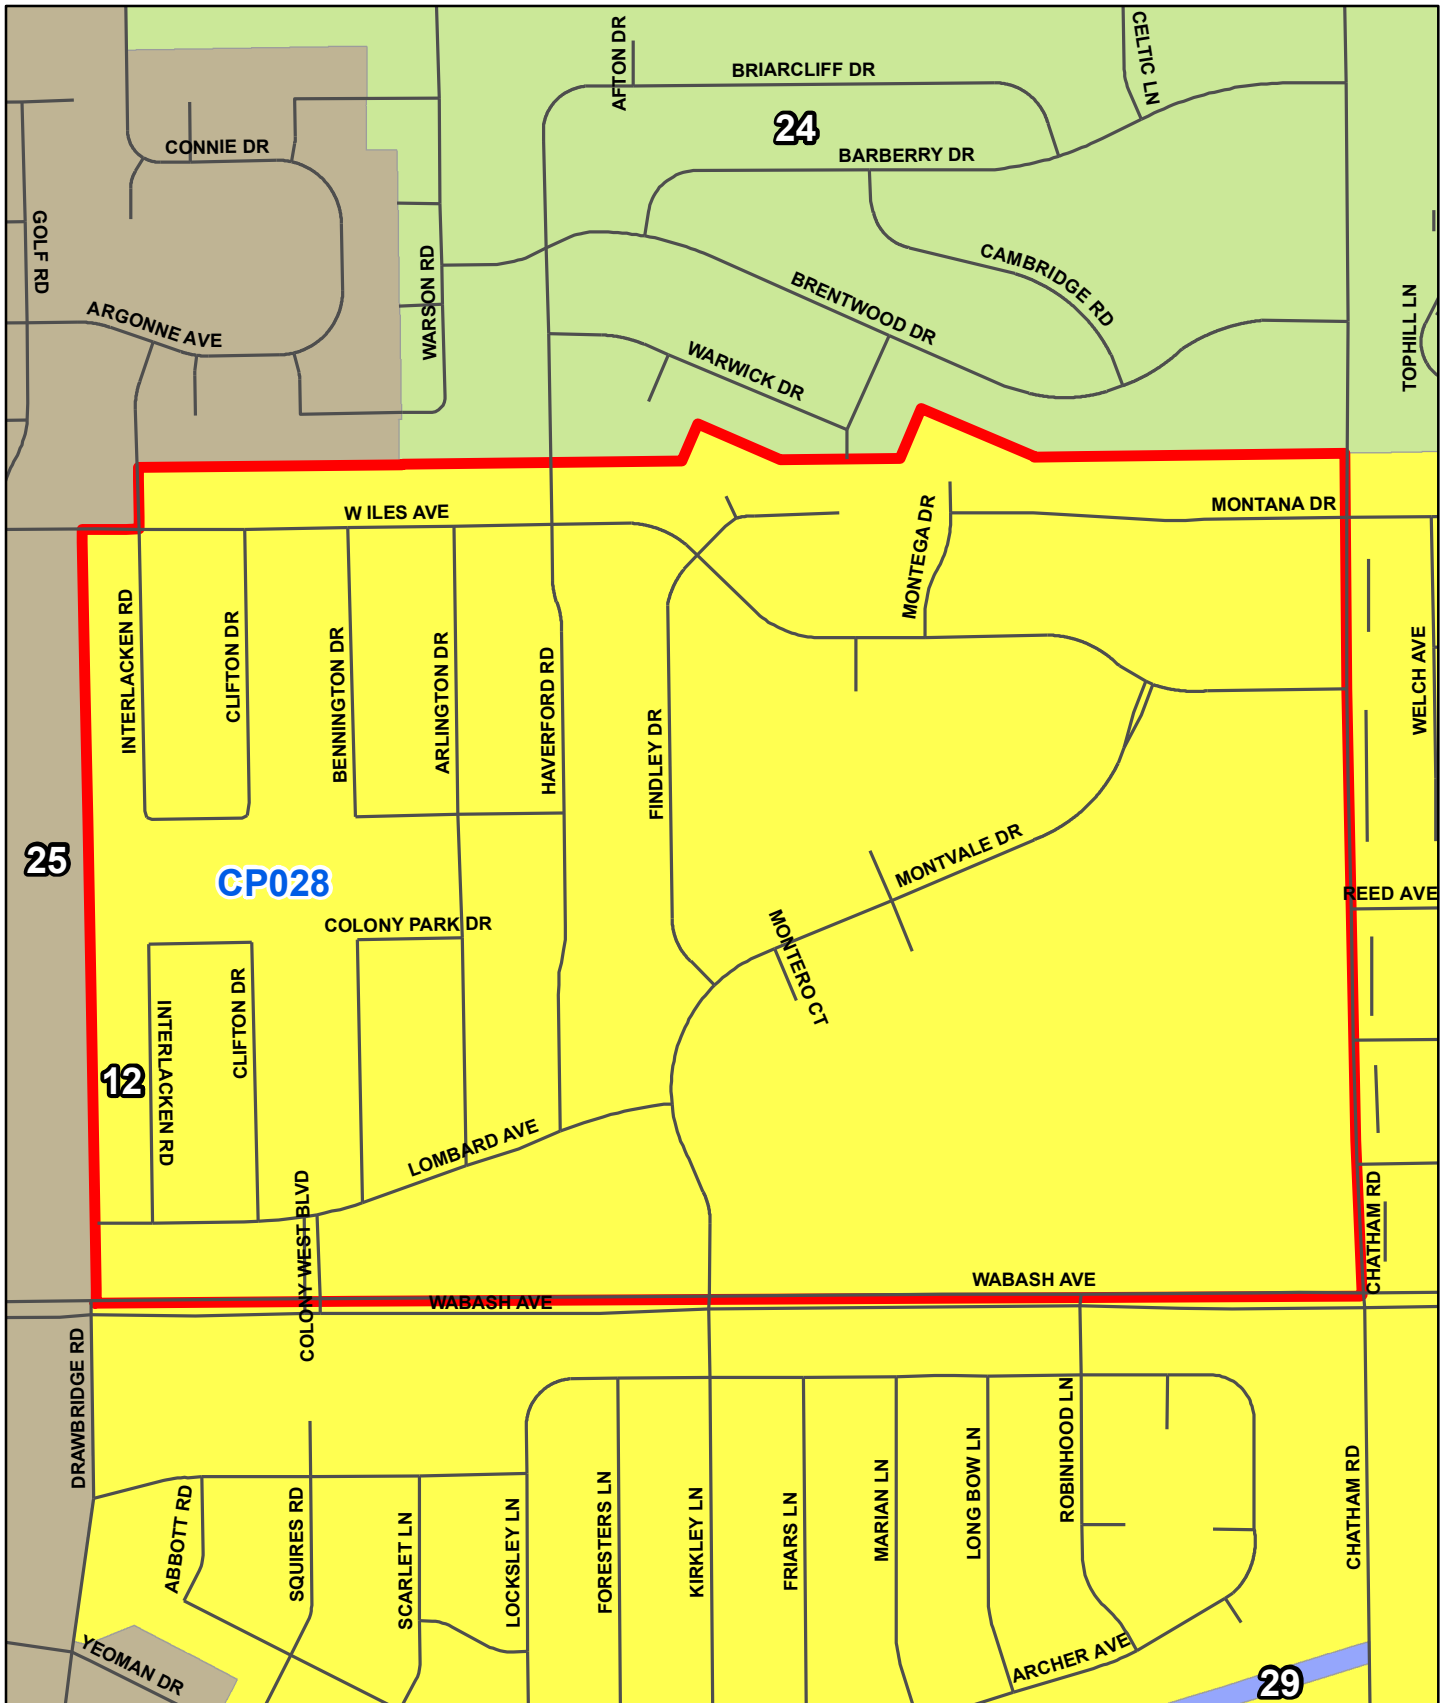 AFTON DR
BRIARCLIFF DR
CELTIC LN
24
CONNIE DR
BARBERRY DR
GOLF RD
WARSON RD
CAMBRIDGE RD
BRENTWOOD DR
TOPHILL LN
ARGONNE AVE
WARWICK DR
W ILES AVE
MONTEGA DR
MONTANA DR
INTERLACKEN RD
CLIFTON DR
BENNINGTON DR
ARLINGTON DR
HAVERFORD RD
FINDLEY DR
WELCH AVE
25
CP028
MONTVALE DR
REED AVE
COLONY PARK DR
MONTERO CT
INTERLACKEN RD
CLIFTON DR
12
LOMBARD AVE
COLONY WEST BLVD
CHATHAM RD
WABASH AVE
WABASH AVE
DRAWBRIDGE RD
ABBOTT RD
SQUIRES RD
SCARLET LN
LOCKSLEY LN
FORESTERS LN
KIRKLEY LN
FRIARS LN
MARIAN LN
LONG BOW LN
ROBINHOOD LN
CHATHAM RD
YEOMAN DR
ARCHER AVE
29